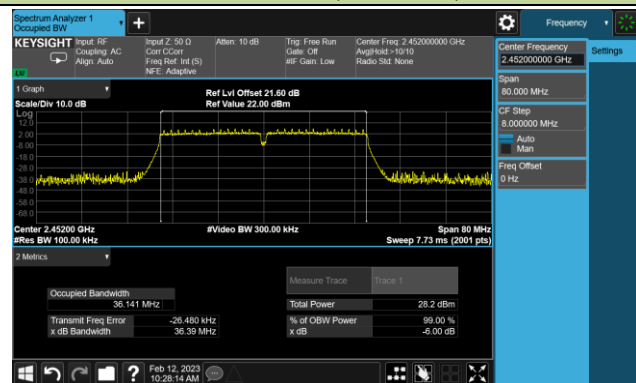 Spectrum Analyzer 1
Occupied BW
Frequency
KEYSIGHT
Input: RF
Coupling: AC
Align: Auto
Input Z: 50 Ω
Corr CCorr
Freq Ref: Int (S)
NFE: Adaptive
Atten: 10 dB
Trig: Free Run
Gate: Off
#IF Gain: Low
Center Freq: 2.452000000 GHz
Avg|Hold:>10/10
Radio Std: None
Center Frequency
2.452000000 GHz
Settings
Span
80.000 MHz
CF Step
8.000000 MHz
Auto
Man
Freq Offset
0 Hz
1 Graph
Scale/Div 10.0 dB
Ref Lvl Offset 21.60 dB
Ref Value 22.00 dBm
Log
12.0
2.00
-8.00
-18.0
-28.0
-38.0
-48.0
-58.0
-68.0
Center 2.45200 GHz
#Res BW 100.00 kHz
#Video BW 300.00 kHz
Span 80 MHz
Sweep 7.73 ms (2001 pts)
2 Metrics
Measure Trace
Trace 1
Occupied Bandwidth
36.141 MHz
Total Power
28.2 dBm
Transmit Freq Error
-26.480 kHz
% of OBW Power
99.00 %
x dB Bandwidth
36.39 MHz
x dB
-6.00 dB
?
Feb 12, 2023
10:28:14 AM